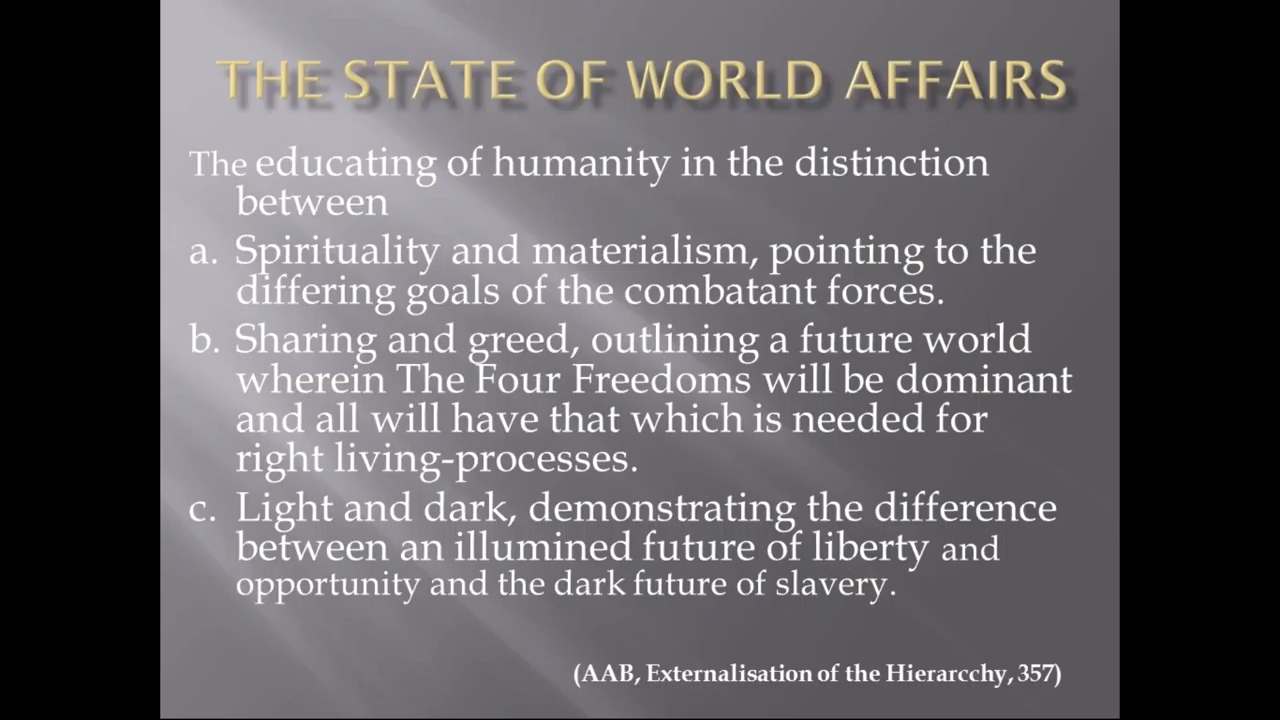 THE STATE OF WORLD AFFAIRS
The educating of humanity in the distinction
between
a. Spirituality and materialism, pointing to the
differing goals of the combatant forces.
b. Sharing and greed, outlining a future world
wherein The Four Freedoms will be dominant
and all will have that which is needed for
right living-processes.
c. Light and dark, demonstrating the difference
between an illumined future of liberty and
opportunity and the dark future of slavery.
(AAB, Externalisation of the Hierarcchy, 357)